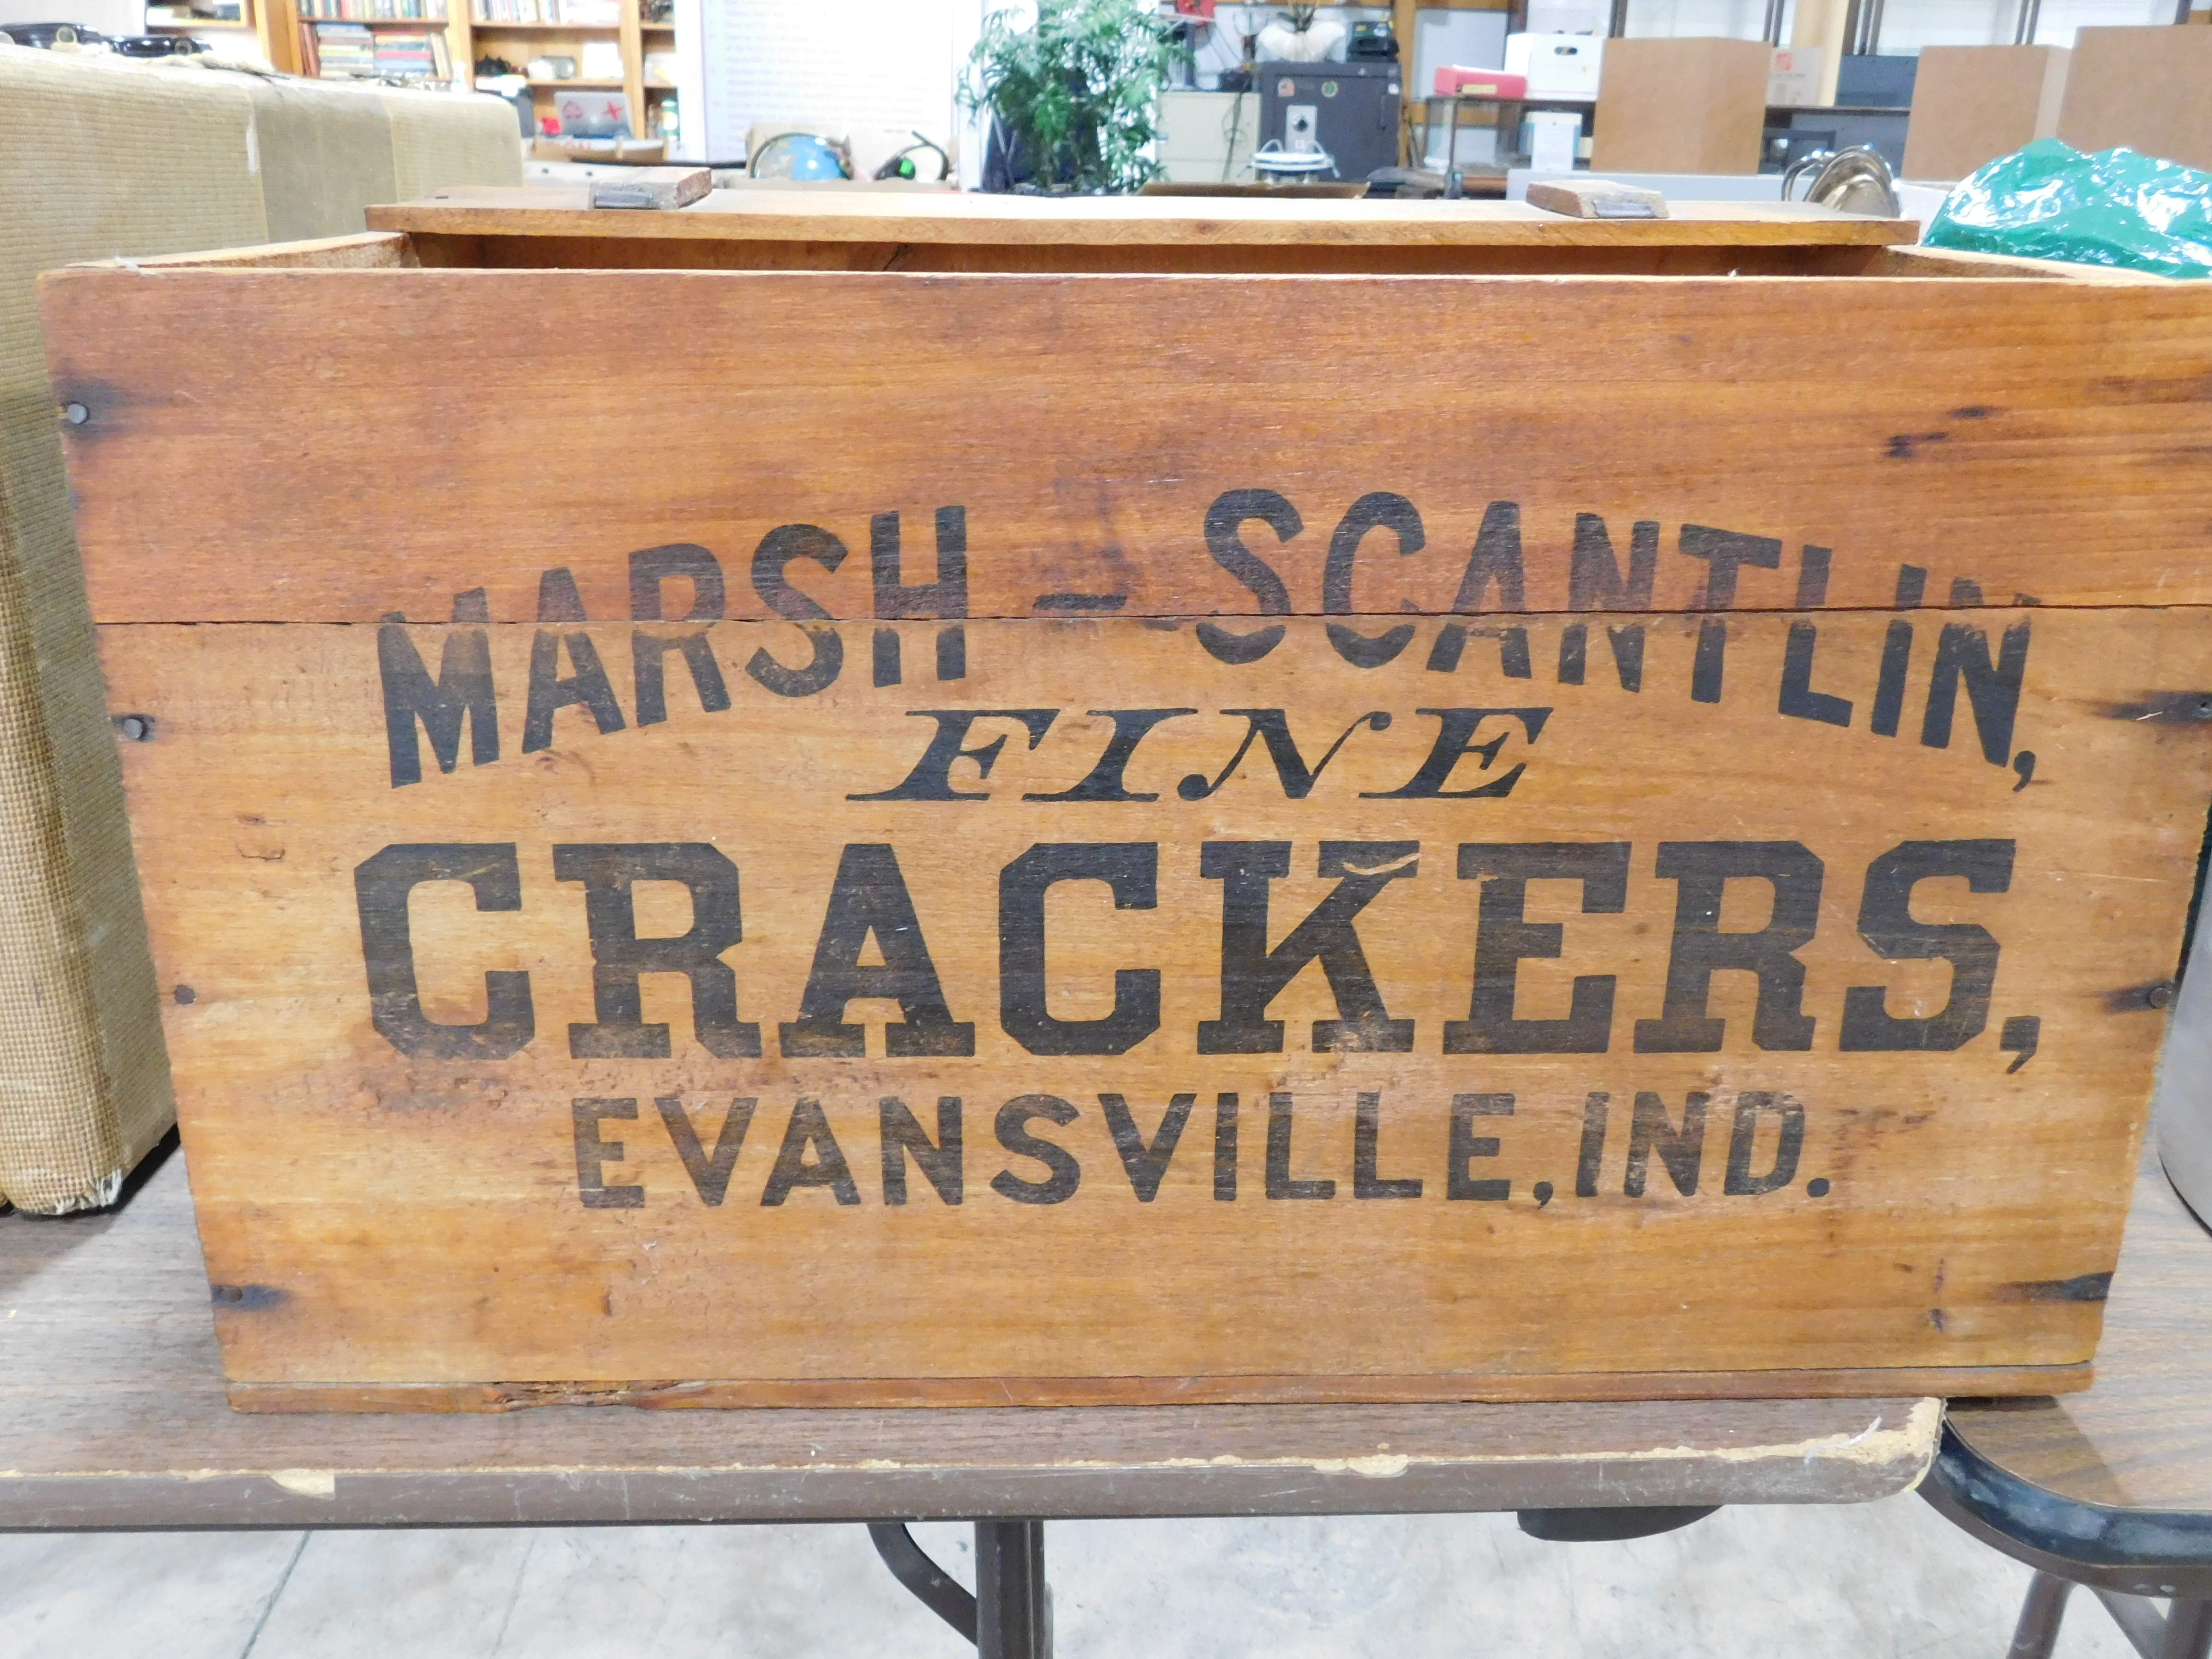 MARSH – SCANTLIN,
FINE
CRACKERS,
EVANSVILLE, IND.